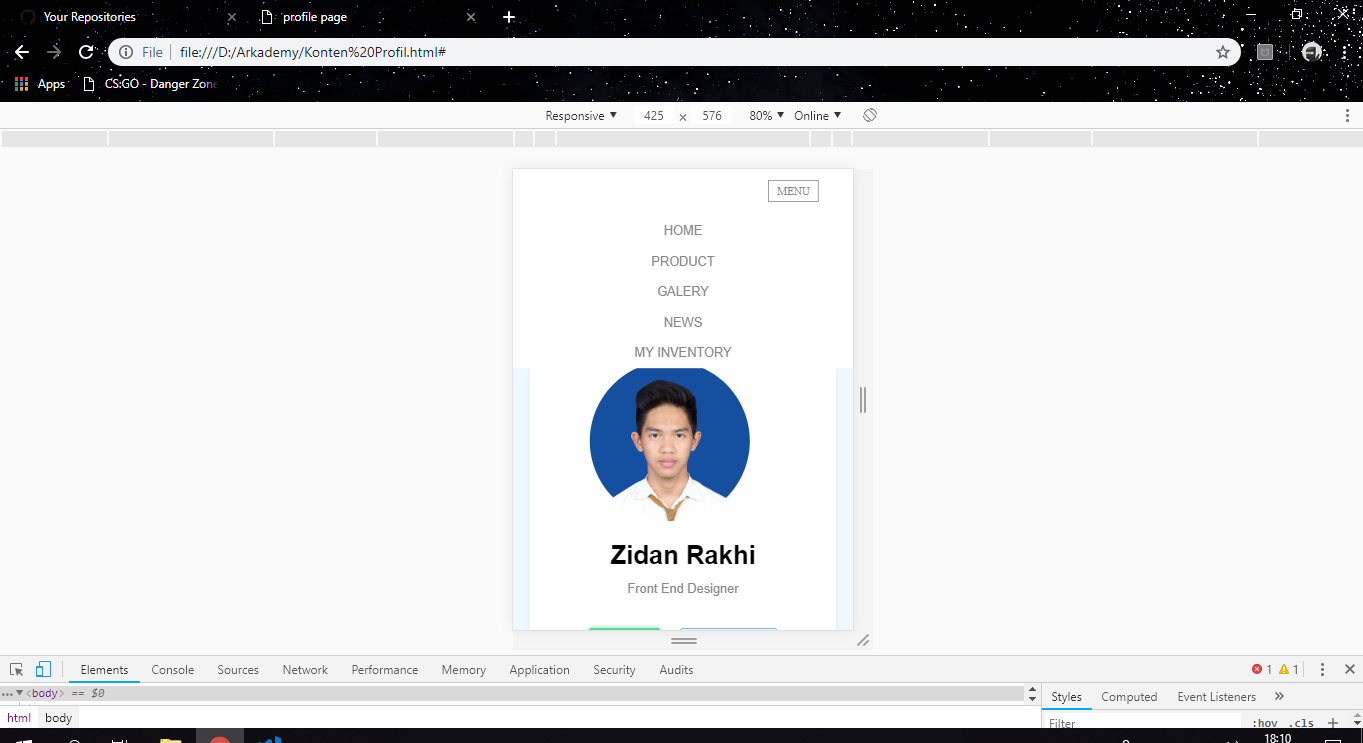 Your Repositories
profile page
File
file:///D:/Arkademy/Konten%20Profil.html#
Apps
CS:GO - Danger Zone
Responsive ▼ 425 × 576 80% ▼ Online ▼
MENU
HOME
PRODUCT
GALERY
NEWS
MY INVENTORY
Zidan Rakhi
Front End Designer
Elements Console Sources Network Performance Memory Application Security Audits
1 1
…▼<body> == $0
Styles Computed Event Listeners »
html body
Filter :hov .cls +
18:10